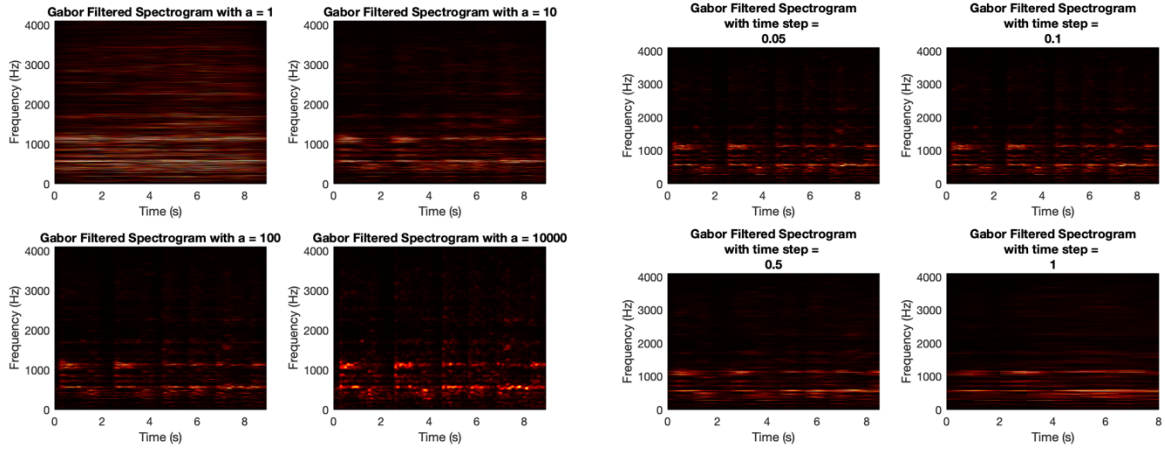 Gabor Filtered Spectrogram with a = 1
4000
3000
2000
1000
0
Frequency (Hz)
0 2 4 6 8
Time (s)
Gabor Filtered Spectrogram with a = 10
4000
3000
2000
1000
0
Frequency (Hz)
0 2 4 6 8
Time (s)
Gabor Filtered Spectrogram with a = 100
4000
3000
2000
1000
0
Frequency (Hz)
0 2 4 6 8
Time (s)
Gabor Filtered Spectrogram with a = 10000
4000
3000
2000
1000
0
Frequency (Hz)
0 2 4 6 8
Time (s)
Gabor Filtered Spectrogram
with time step =
0.05
4000
3000
2000
1000
0
Frequency (Hz)
0 2 4 6 8
Time (s)
Gabor Filtered Spectrogram
with time step =
0.1
4000
3000
2000
1000
0
Frequency (Hz)
0 2 4 6 8
Time (s)
Gabor Filtered Spectrogram
with time step =
0.5
4000
3000
2000
1000
0
Frequency (Hz)
0 2 4 6 8
Time (s)
Gabor Filtered Spectrogram
with time step =
1
4000
3000
2000
1000
0
Frequency (Hz)
0 2 4 6 8
Time (s)